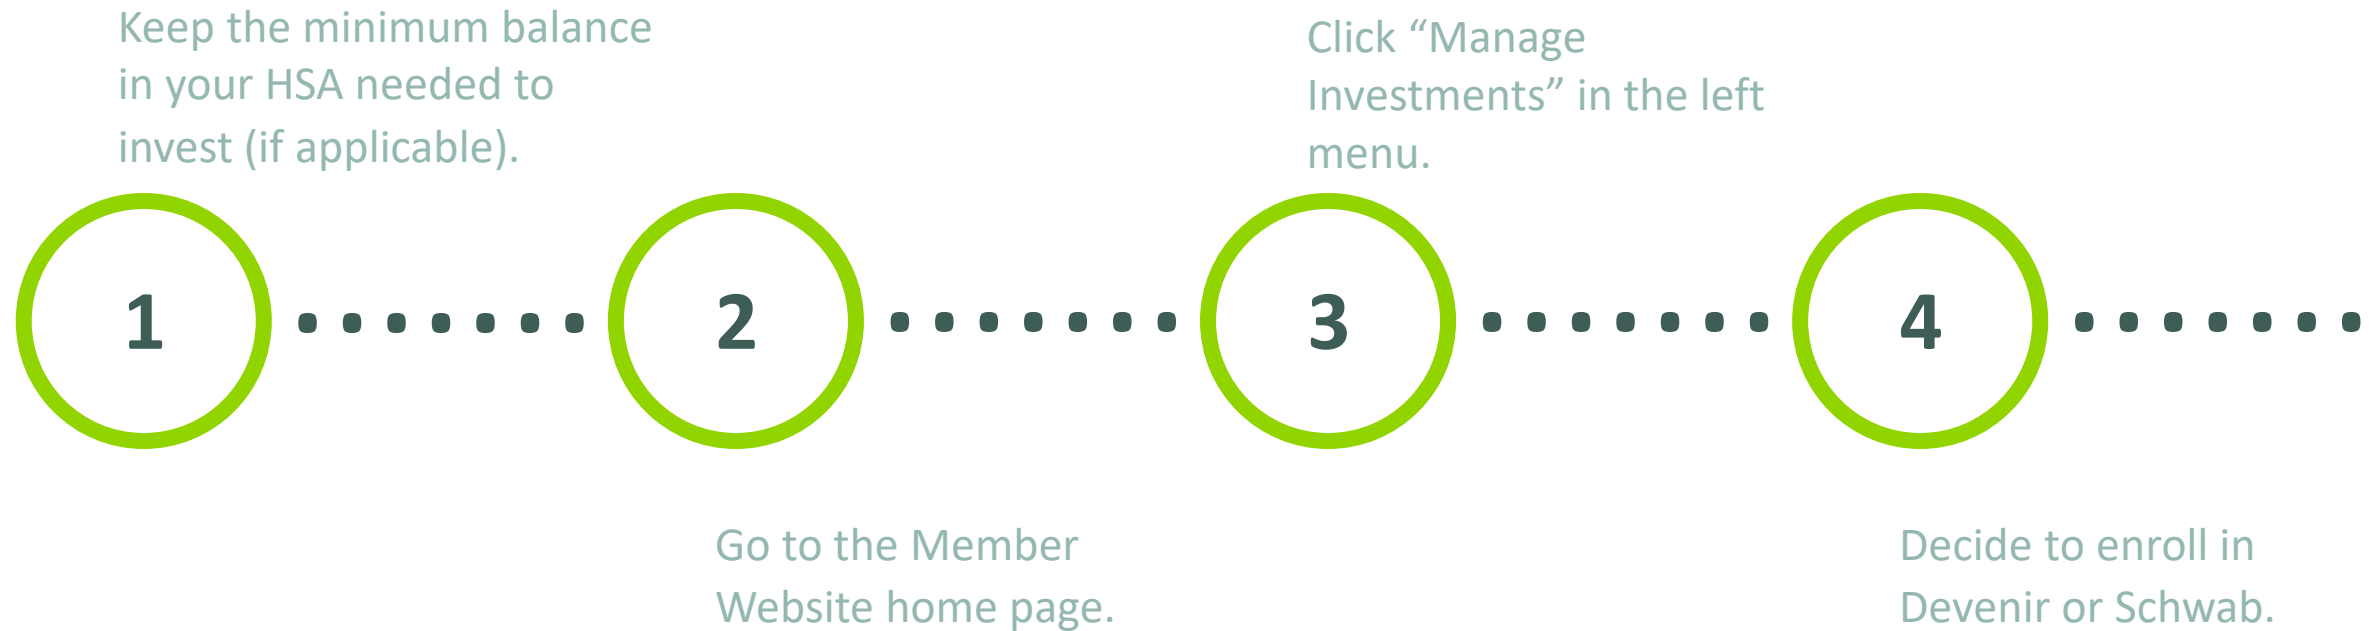 Keep the minimum balance
in your HSA needed to
invest (if applicable).
Click “Manage
Investments” in the left
menu.
1
2
3
4
Go to the Member
Website home page.
Decide to enroll in
Devenir or Schwab.